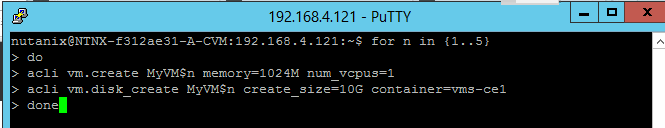 192.168.4.121 - PuTTY
nutanix@NTNX-f312ae31-A-CVM:192.168.4.121:~$ for n in {1..5}
> do
> acli vm.create MyVM$n memory=1024M num_vcpus=1
> acli vm.disk_create MyVM$n create_size=10G container=vms-ce1
> done